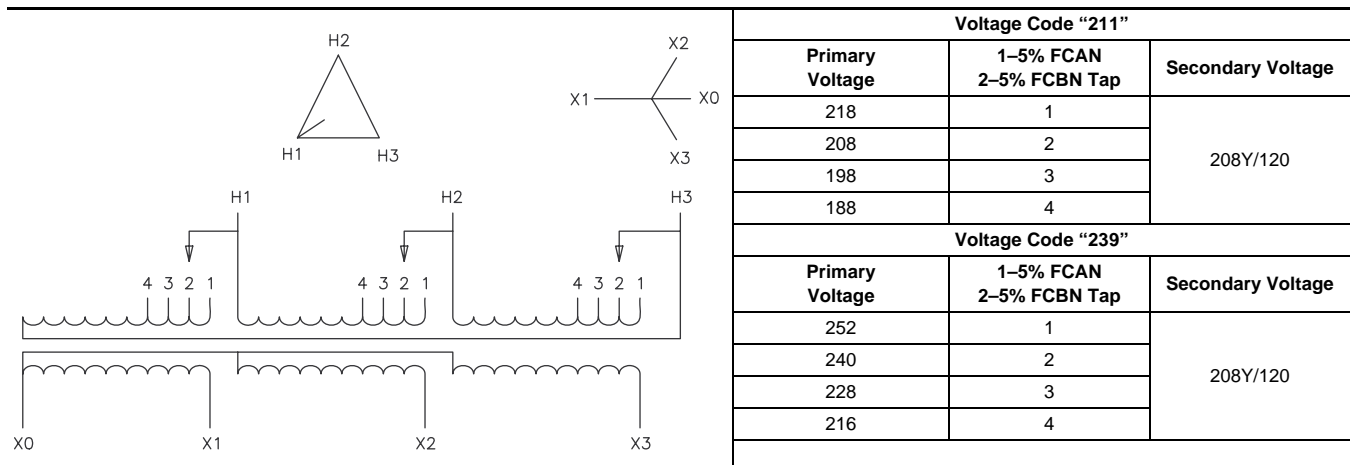 H2
H1
H3
X2
X1
X0
X3
H1
H2
H3
4 3 2 1
4 3 2 1
4 3 2 1
X0
X1
X2
X3
Voltage Code “211”
Primary Voltage
1–5% FCAN
2–5% FCBN Tap
Secondary Voltage
218 1
208 2
198 3
188 4
208Y/120
Voltage Code “239”
Primary Voltage
1–5% FCAN
2–5% FCBN Tap
Secondary Voltage
252 1
240 2
228 3
216 4
208Y/120